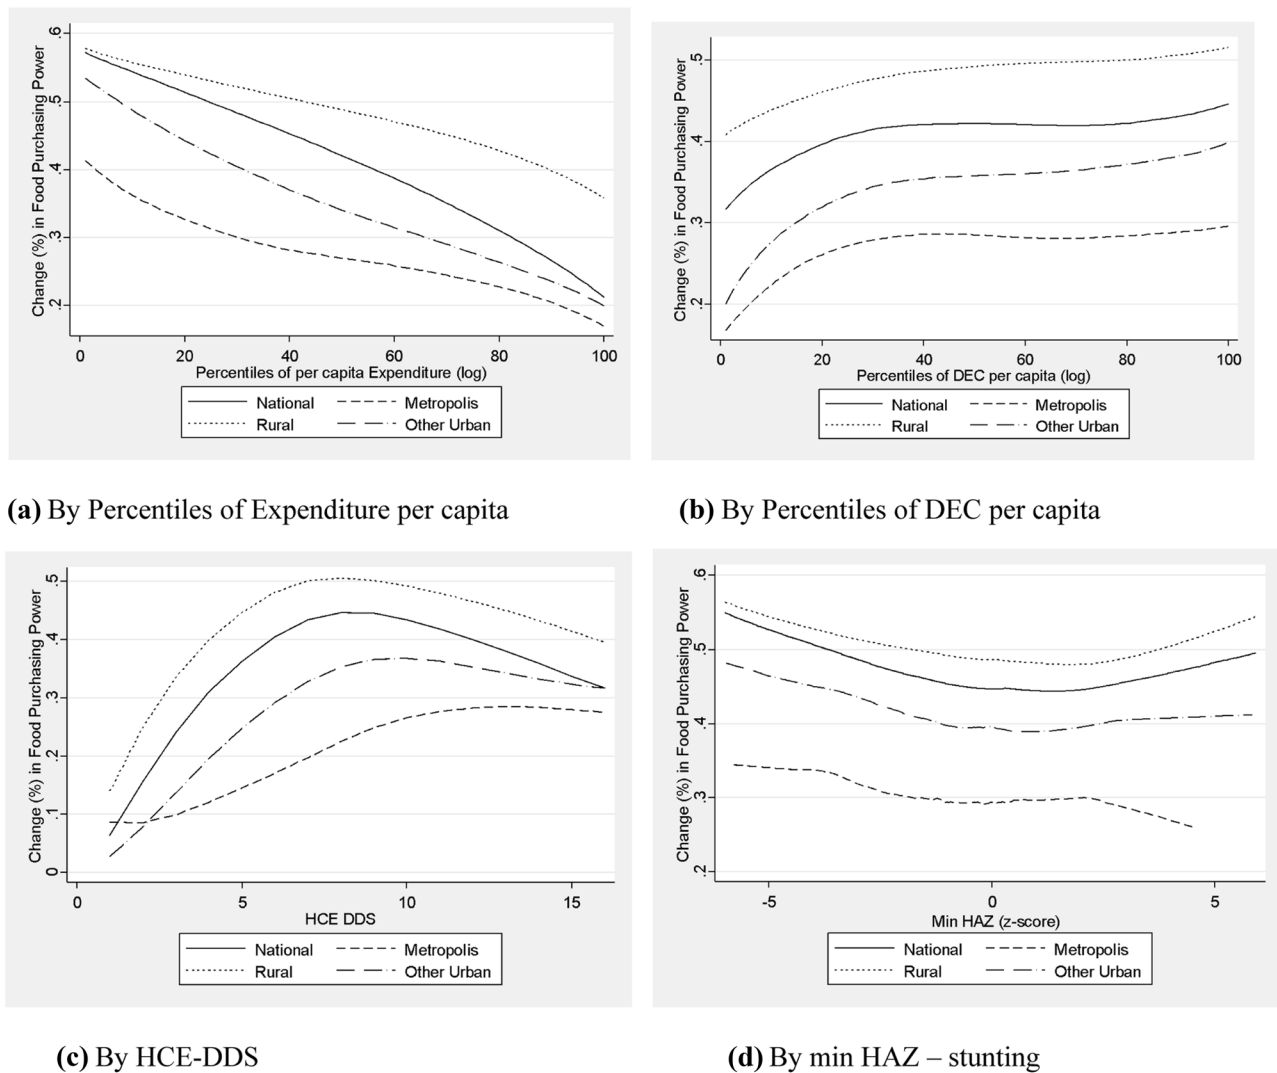 Change (%) in Food Purchasing Power
.6
.5
.4
.3
.2
0 20 40 60 80 100
Percentiles of per capita Expenditure (log)
National Metropolis
Rural Other Urban
(a) By Percentiles of Expenditure per capita
Change (%) in Food Purchasing Power
.5
.4
.3
.2
0 20 40 60 80 100
Percentiles of DEC per capita (log)
National Metropolis
Rural Other Urban
(b) By Percentiles of DEC per capita
Change (%) in Food Purchasing Power
.5
.4
.3
.2
.1
0
0 5 10 15
HCE DDS
National Metropolis
Rural Other Urban
(c) By HCE-DDS
Change (%) in Food Purchasing Power
.6
.5
.4
.3
.2
-5 0 5
Min HAZ (z-score)
National Metropolis
Rural Other Urban
(d) By min HAZ – stunting